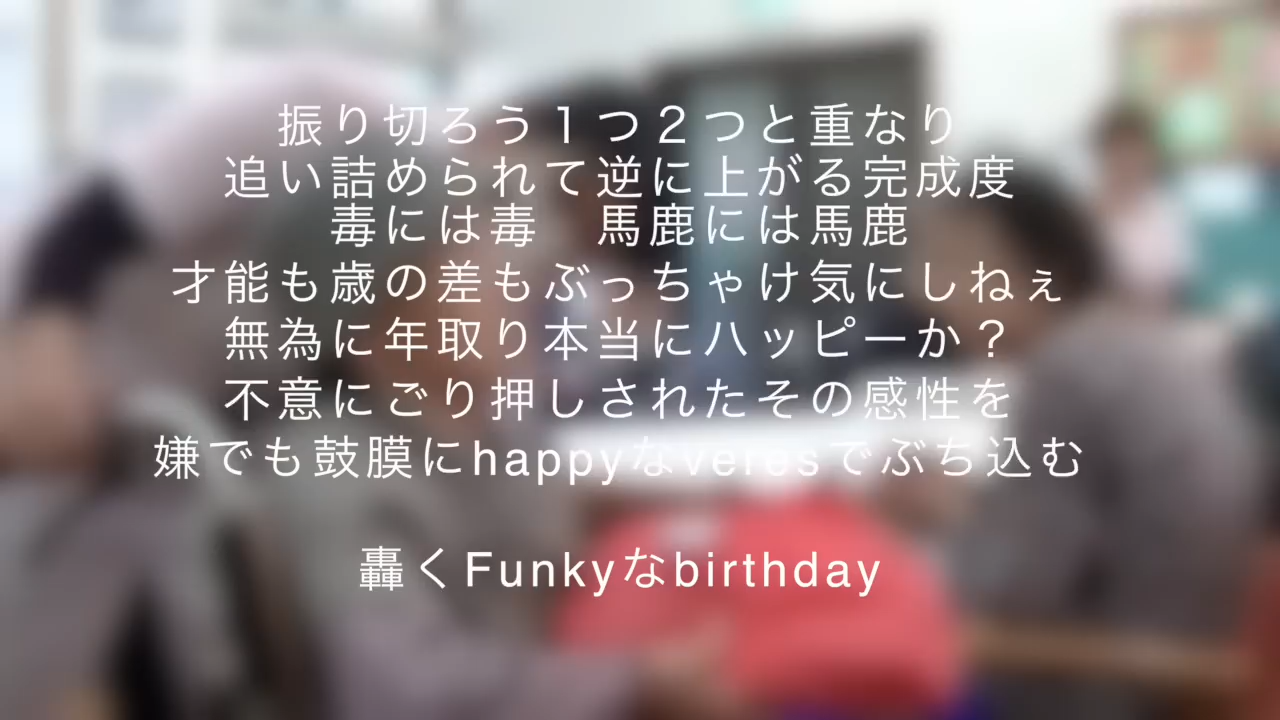 振り切ろう１つ２つと重なり
追い詰められて逆に上がる完成度
毒には毒　馬鹿には馬鹿
才能も歳の差もぶっちゃけ気にしねぇ
無為に年取り本当にハッピーか？
不意にごり押しされたその感性を
嫌でも鼓膜にhappyなveresでぶち込む
轟くFunkyなbirthday